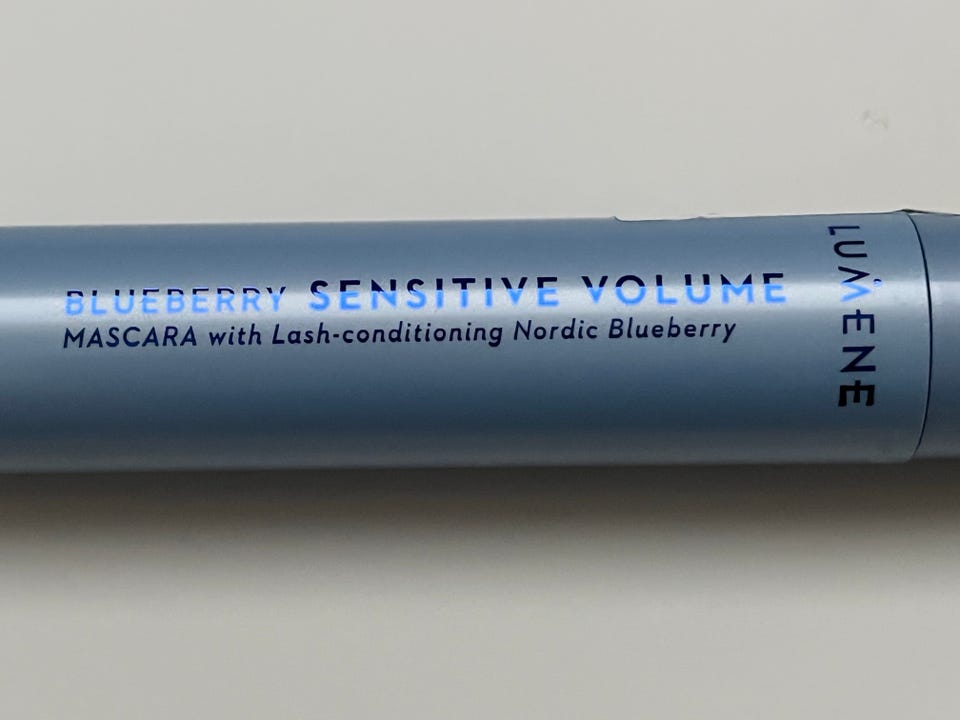 BLUEBERRY SENSITIVE VOLUME
MASCARA with Lash-conditioning Nordic Blueberry
LUMENE